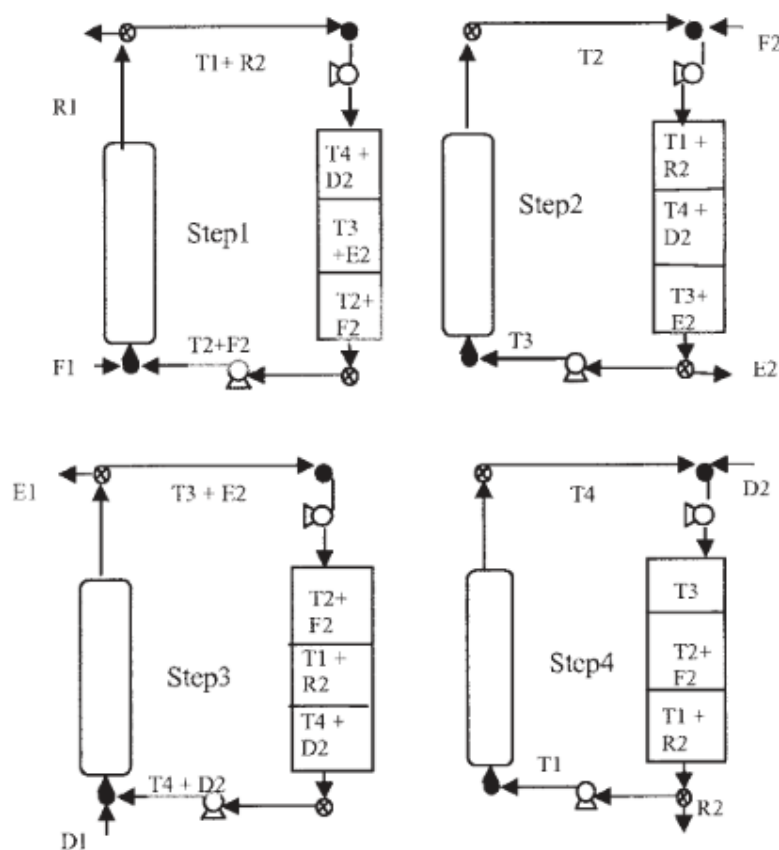 T1+ R2
R1
T4 +
D2
Step1
T3
+E2
T2+
F2
T2+F2
F1
T2
F2
T1 +
R2
Step2
T4 +
D2
T3+
E2
T3
E2
E1
T3 + E2
T2+
F2
Step3
T1 +
R2
T4 +
D2
T4 + D2
D1
T4
D2
T3
Step4
T2+
F2
T1 +
R2
T1
R2